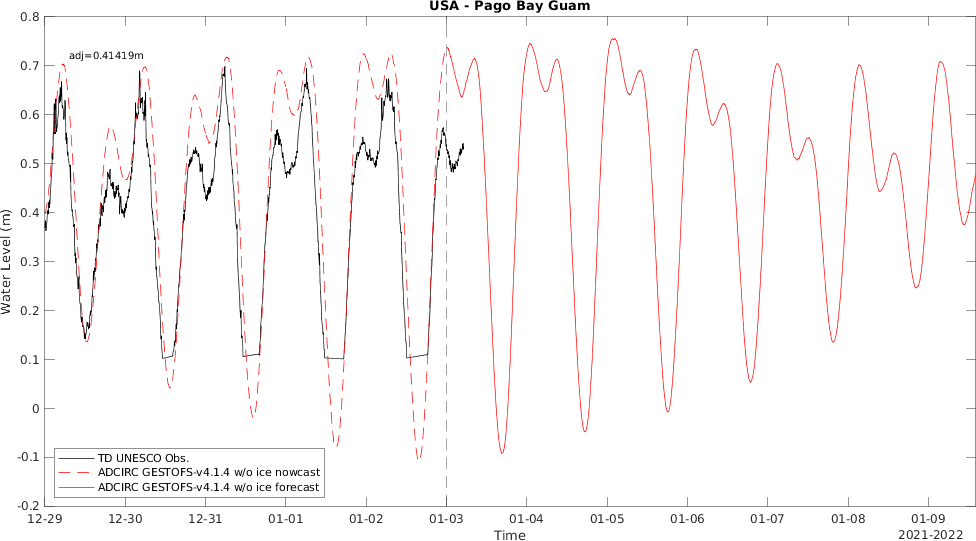 USA - Pago Bay Guam
adj=0.41419m
0.8
0.7
0.6
0.5
0.4
0.3
0.2
0.1
0
-0.1
-0.2
Water Level (m)
TD UNESCO Obs.
ADCIRC GESTOFS-v4.1.4 w/o ice nowcast
ADCIRC GESTOFS-v4.1.4 w/o ice forecast
12-29 12-30 12-31 01-01 01-02 01-03 01-04 01-05 01-06 01-07 01-08 01-09
Time
2021-2022